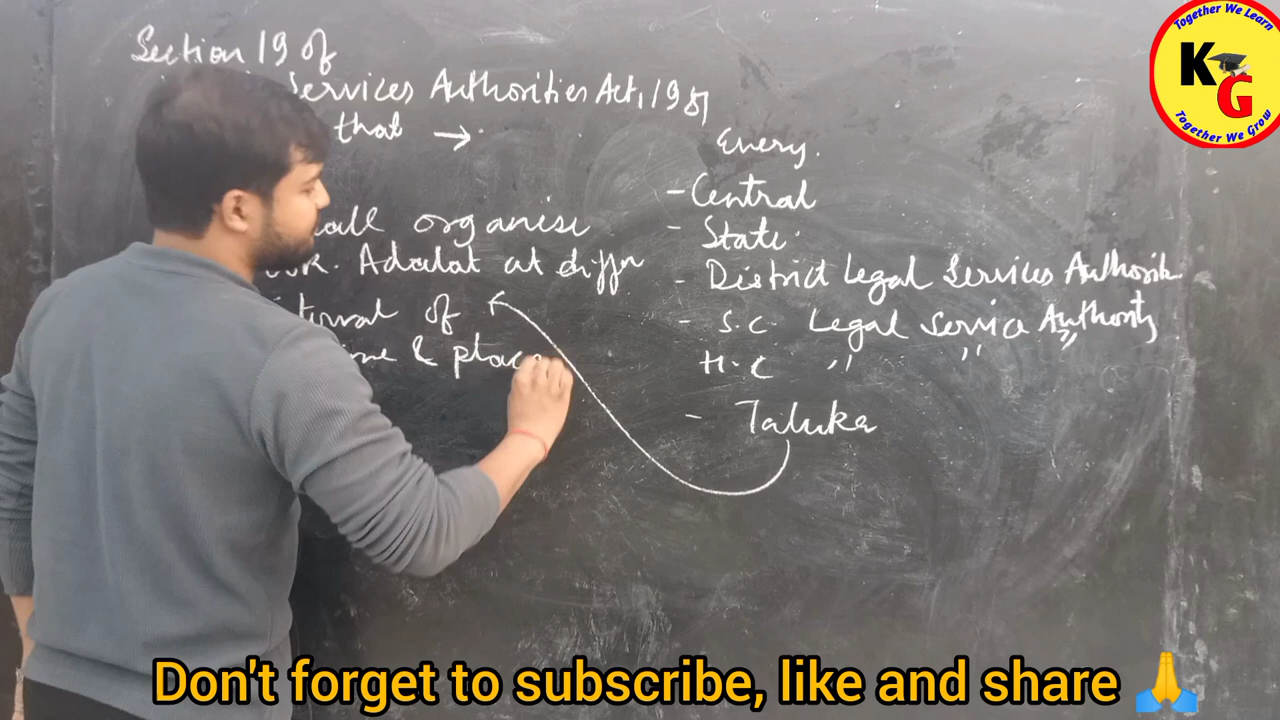 Section 19 of
Services Authorities Act, 1987
that →
organise
Adalat at diffn
of
& place
Every.
- Central
- State.
- District Legal Services Authorit
- S.C. Legal Service Authority
H.C " "
- Taluka
Together We Learn
KG
Together We Grow
Don't forget to subscribe, like and share 🙏